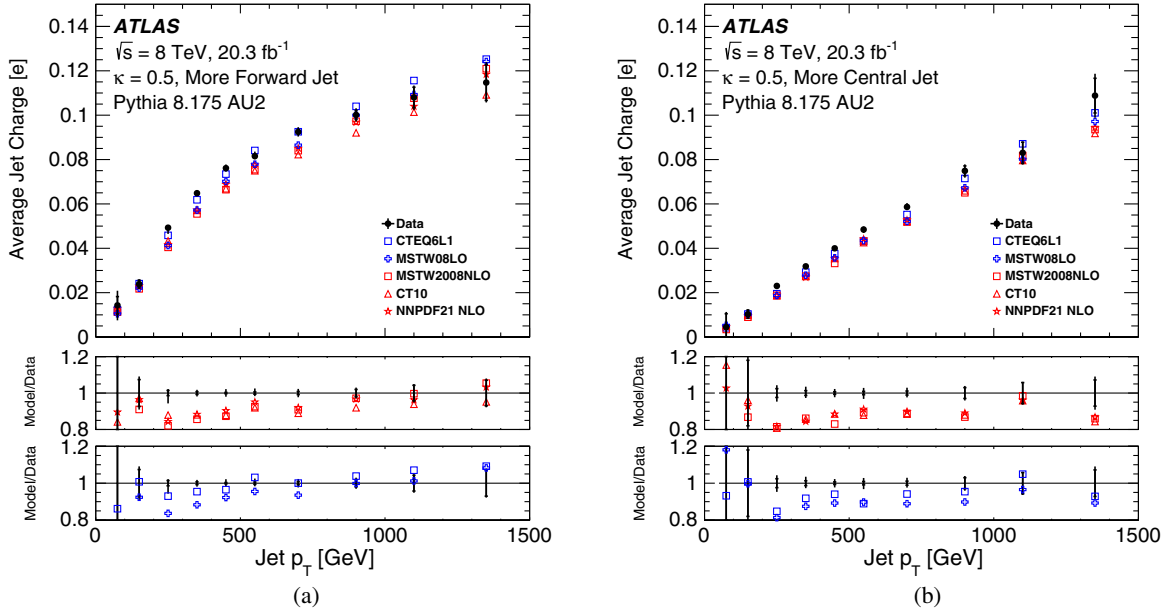 0.14
ATLAS
√s = 8 TeV, 20.3 fb⁻¹
0.12
κ = 0.5, More Forward Jet
Pythia 8.175 AU2
0.1
0.08
0.06
0.04
0.02
0
Average Jet Charge [e]
Data
CTEQ6L1
MSTW08LO
MSTW2008NLO
CT10
NNPDF21 NLO
1.2
1
0.8
Model/Data
1.2
1
0.8
Model/Data
0 500 1000 1500
Jet p_T [GeV]
(a)
0.14
ATLAS
√s = 8 TeV, 20.3 fb⁻¹
0.12
κ = 0.5, More Central Jet
Pythia 8.175 AU2
0.1
0.08
0.06
0.04
0.02
0
Average Jet Charge [e]
Data
CTEQ6L1
MSTW08LO
MSTW2008NLO
CT10
NNPDF21 NLO
1.2
1
0.8
Model/Data
1.2
1
0.8
Model/Data
0 500 1000 1500
Jet p_T [GeV]
(b)